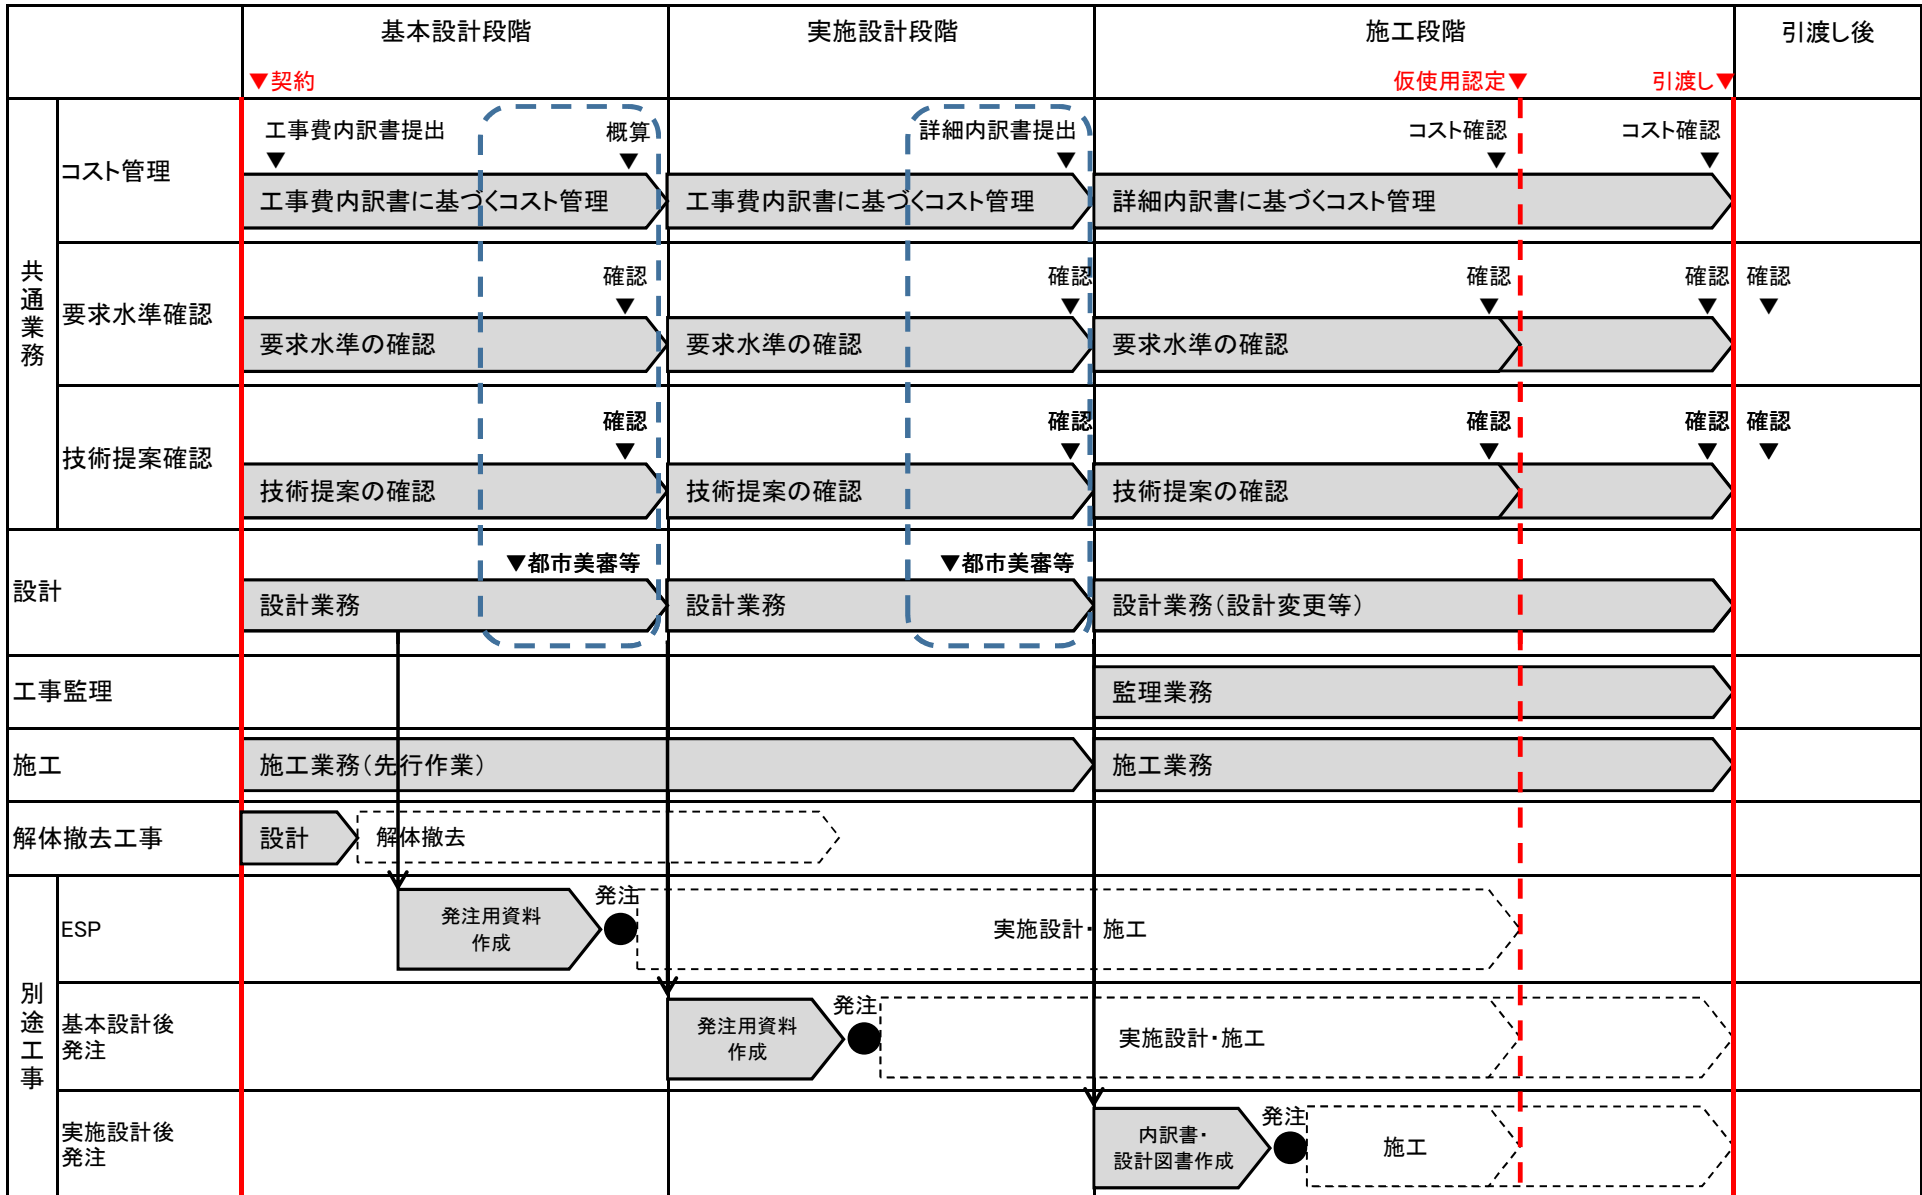 基本設計段階
実施設計段階
施工段階
引渡し後
▼契約
仮使用認定▼
引渡し▼
共通業務
コスト管理
工事費内訳書提出
▼
概算
▼
詳細内訳書提出
▼
コスト確認
▼
コスト確認
▼
工事費内訳書に基づくコスト管理
工事費内訳書に基づくコスト管理
詳細内訳書に基づくコスト管理
要求水準確認
確認
▼
確認
▼
確認
▼
確認
▼
確認
▼
要求水準の確認
要求水準の確認
要求水準の確認
技術提案確認
確認
▼
確認
▼
確認
▼
確認
▼
確認
▼
技術提案の確認
技術提案の確認
技術提案の確認
設計
▼都市美審等
▼都市美審等
設計業務
設計業務
設計業務(設計変更等)
工事監理
監理業務
施工
施工業務(先行作業)
施工業務
解体撤去工事
設計
解体撤去
別途工事
ESP
発注用資料
作成
発注
実施設計・施工
基本設計後
発注
発注用資料
作成
発注
実施設計・施工
実施設計後
発注
内訳書・
設計図書作成
発注
施工